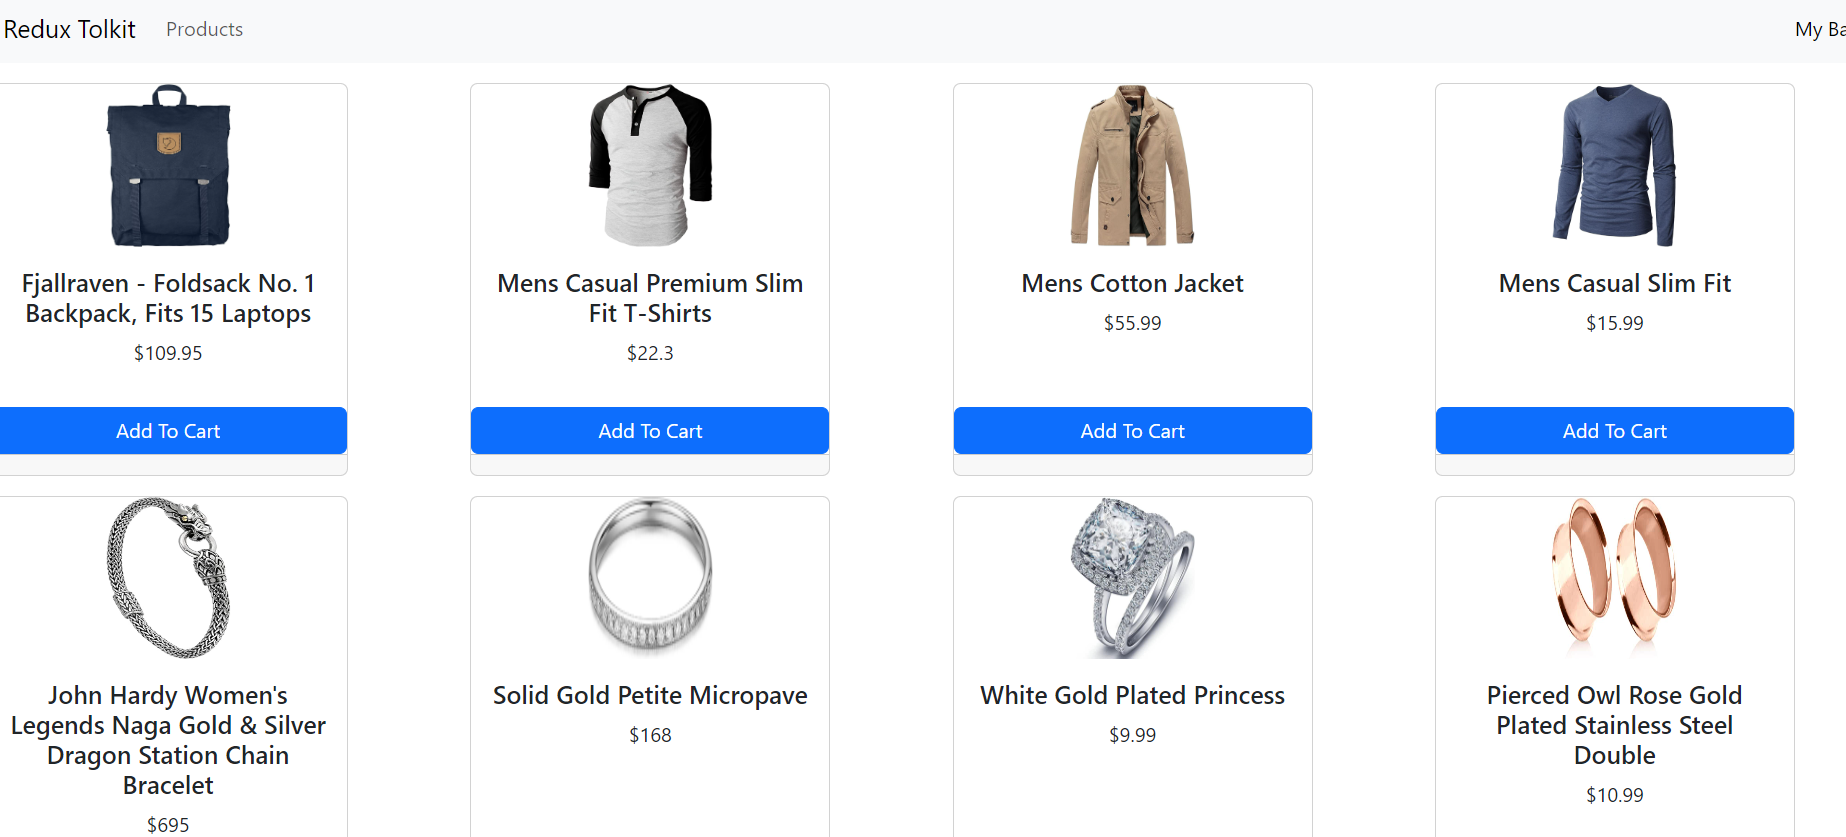 Redux Tolkit Products My Ba
Fjallraven - Foldsack No. 1
Backpack, Fits 15 Laptops
$109.95
Add To Cart
Mens Casual Premium Slim
Fit T-Shirts
$22.3
Add To Cart
Mens Cotton Jacket
$55.99
Add To Cart
Mens Casual Slim Fit
$15.99
Add To Cart
John Hardy Women's
Legends Naga Gold & Silver
Dragon Station Chain
Bracelet
$695
Solid Gold Petite Micropave
$168
White Gold Plated Princess
$9.99
Pierced Owl Rose Gold
Plated Stainless Steel
Double
$10.99